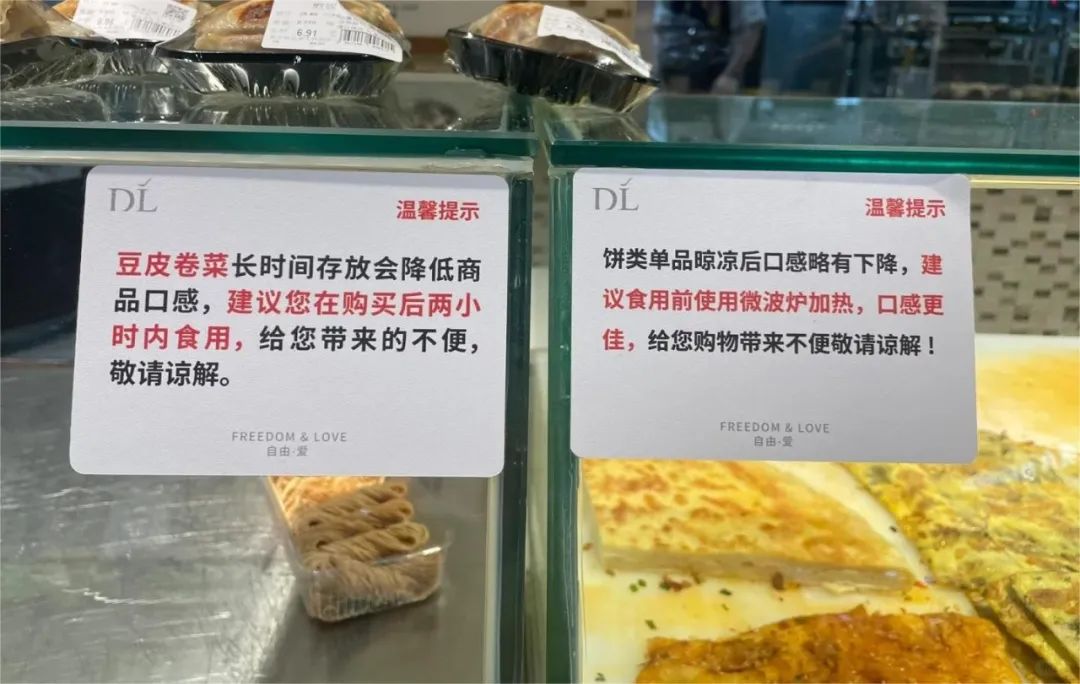 6.91
DL
温馨提示
豆皮卷菜长时间存放会降低商
品口感，建议您在购买后两小
时内食用，给您带来的不便，
敬请谅解。
FREEDOM & LOVE
自由·爱
DL
温馨提示
饼类单品晾凉后口感略有下降，建
议食用前使用微波炉加热，口感更
佳，给您购物带来不便敬请谅解！
FREEDOM & LOVE
自由·爱